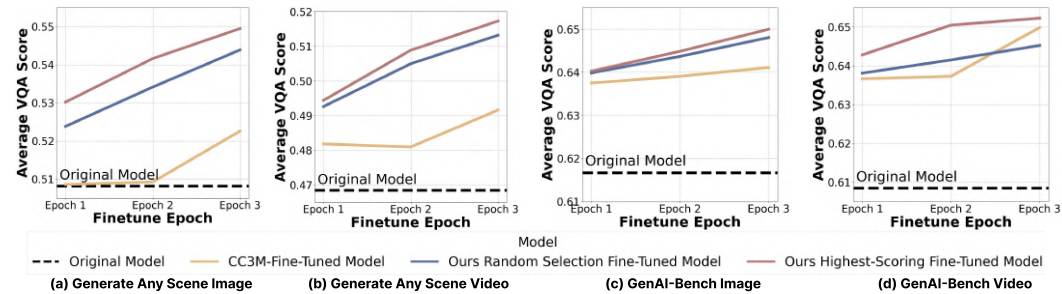 0.55
0.54
0.53
0.52
0.51
Average VQA Score
Original Model
Epoch 1
Epoch 2
Epoch 3
Finetune Epoch
0.52
0.51
0.50
0.49
0.48
0.47
Average VQA Score
Original Model
Epoch 1
Epoch 2
Epoch 3
Finetune Epoch
0.65
0.64
0.63
0.62
0.61
Average VQA Score
Original Model
Epoch 1
Epoch 2
Epoch 3
Finetune Epoch
0.65
0.64
0.63
0.62
0.61
Average VQA Score
Original Model
Epoch 1
Epoch 2
Epoch 3
Finetune Epoch
Model
Original Model
CC3M-Fine-Tuned Model
Ours Random Selection Fine-Tuned Model
Ours Highest-Scoring Fine-Tuned Model
(a) Generate Any Scene Image
(b) Generate Any Scene Video
(c) GenAI-Bench Image
(d) GenAI-Bench Video